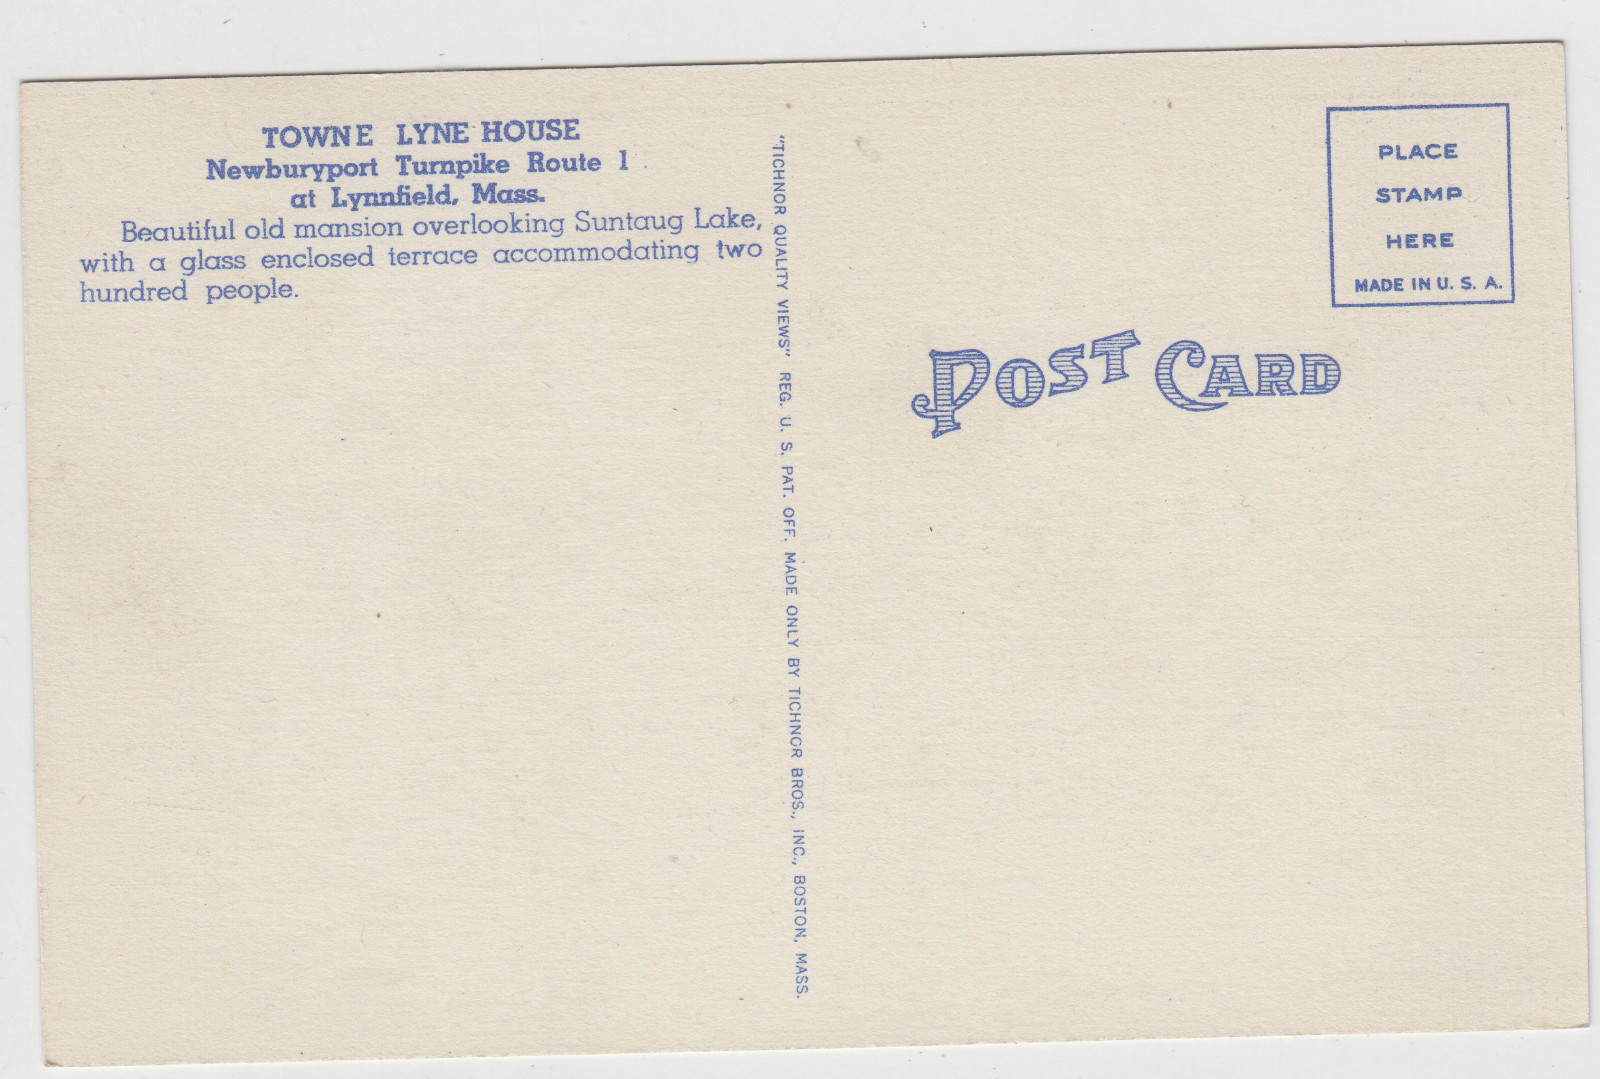 TOWNE LYNE HOUSE
Newburyport Turnpike Route 1
at Lynnfield, Mass.
Beautiful old mansion overlooking Suntaug Lake,
with a glass enclosed terrace accommodating two
hundred people.
"TICHNOR QUALITY VIEWS" REG. U. S. PAT. OFF. MADE ONLY BY TICHNOR BROS., INC., BOSTON, MASS.
PLACE
STAMP
HERE
MADE IN U. S. A.
POST CARD